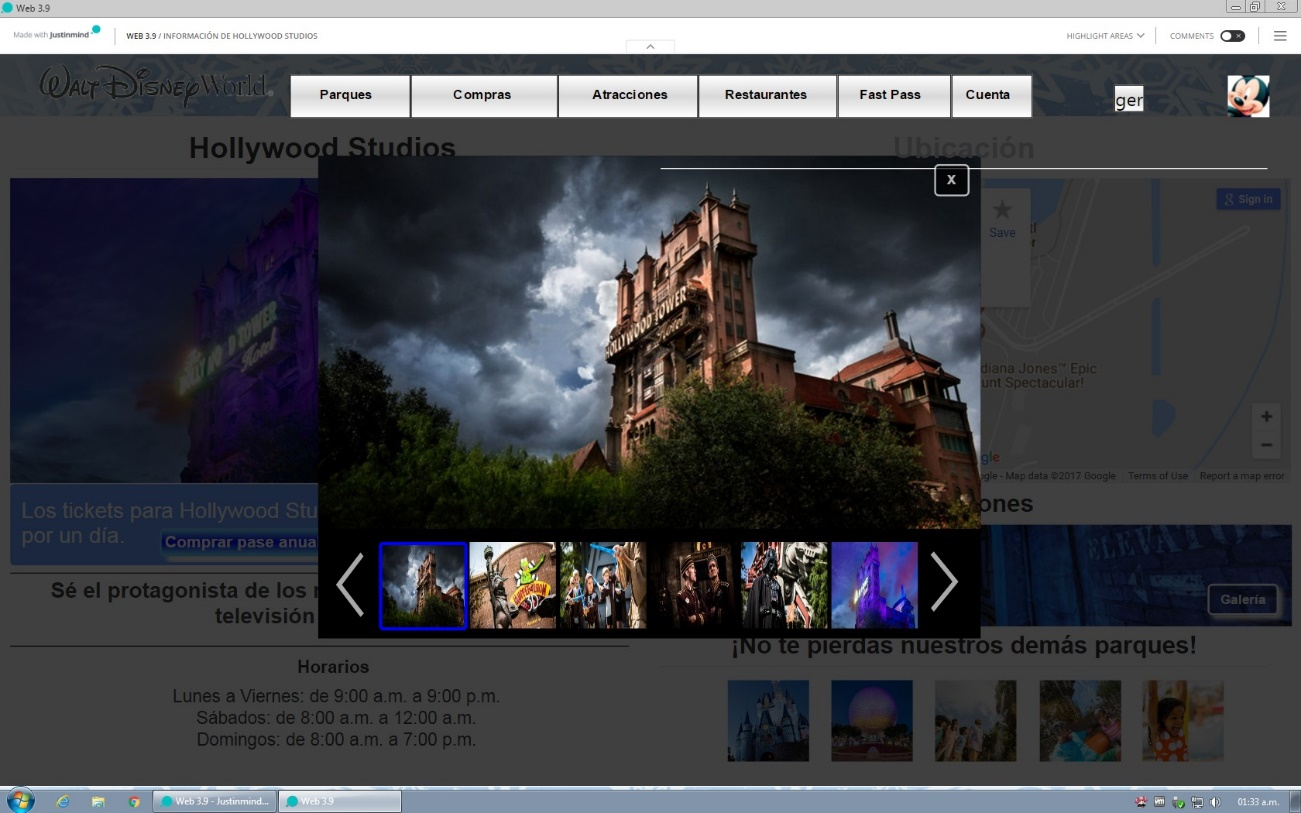 Web 3.9
Made with Justinmind
WEB 3.9 / INFORMACIÓN DE HOLLYWOOD STUDIOS
HIGHLIGHT AREAS
COMMENTS
WALT DISNEY World.
Parques
Compras
Atracciones
Restaurantes
Fast Pass
Cuenta
ger
Hollywood Studios
Ubicación
X
Sign in
Save
HOLLYWOOD TOWER
Hotel
diana Jones™ Epic
unt Spectacular!
gle
gle - Map data ©2017 Google
Terms of Use
Report a map error
Los tickets para Hollywood Stu
por un día.
Comprar pase anua
ones
ELEVATOR
Galería
Sé el protagonista de los
televisión
¡No te pierdas nuestros demás parques!
Horarios
Lunes a Viernes: de 9:00 a.m. a 9:00 p.m.
Sábados: de 8:00 a.m. a 12:00 a.m.
Domingos: de 8:00 a.m. a 7:00 p.m.
Web 3.9 - Justinmind...
Web 3.9
01:33 a.m.